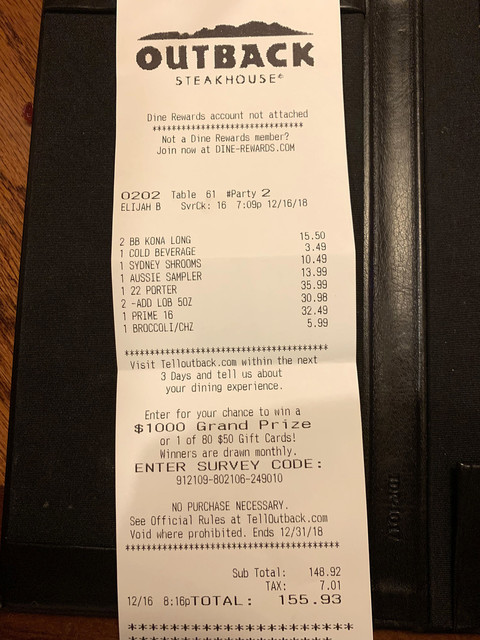 OUTBACK
STEAKHOUSE®
Dine Rewards account not attached
******************************
Not a Dine Rewards member?
Join now at DINE-REWARDS.COM
0202 Table 61 #Party 2
ELIJAH B SvrCk: 16 7:09p 12/16/18
2 BB KONA LONG 15.50
1 COLD BEVERAGE 3.49
1 SYDNEY SHROOMS 10.49
1 AUSSIE SAMPLER 13.99
1 22 PORTER 35.99
2 -ADD LOB 5OZ 30.98
1 PRIME 16 32.49
1 BROCCOLI/CHZ 5.99
****************************************
Visit Telloutback.com within the next
3 Days and tell us about
your dining experience.
Enter for your chance to win a
$1000 Grand Prize
or 1 of 80 $50 Gift Cards!
Winners are drawn monthly.
ENTER SURVEY CODE:
912109-802106-249010
NO PURCHASE NECESSARY.
See Official Rules at TellOutback.com
Void where prohibited. Ends 12/31/18
****************************************
Sub Total: 148.92
TAX: 7.01
12/16 8:16pTOTAL: 155.93
********************